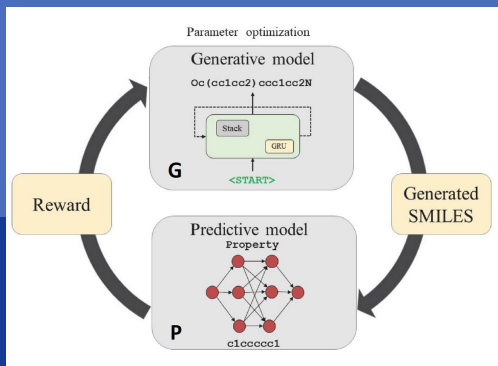 Parameter optimization
Generative model
Oc(cc1cc2)ccc1cc2N
Stack
GRU
G
<START>
Reward
Generated
SMILES
Predictive model
Property
P
c1ccccc1